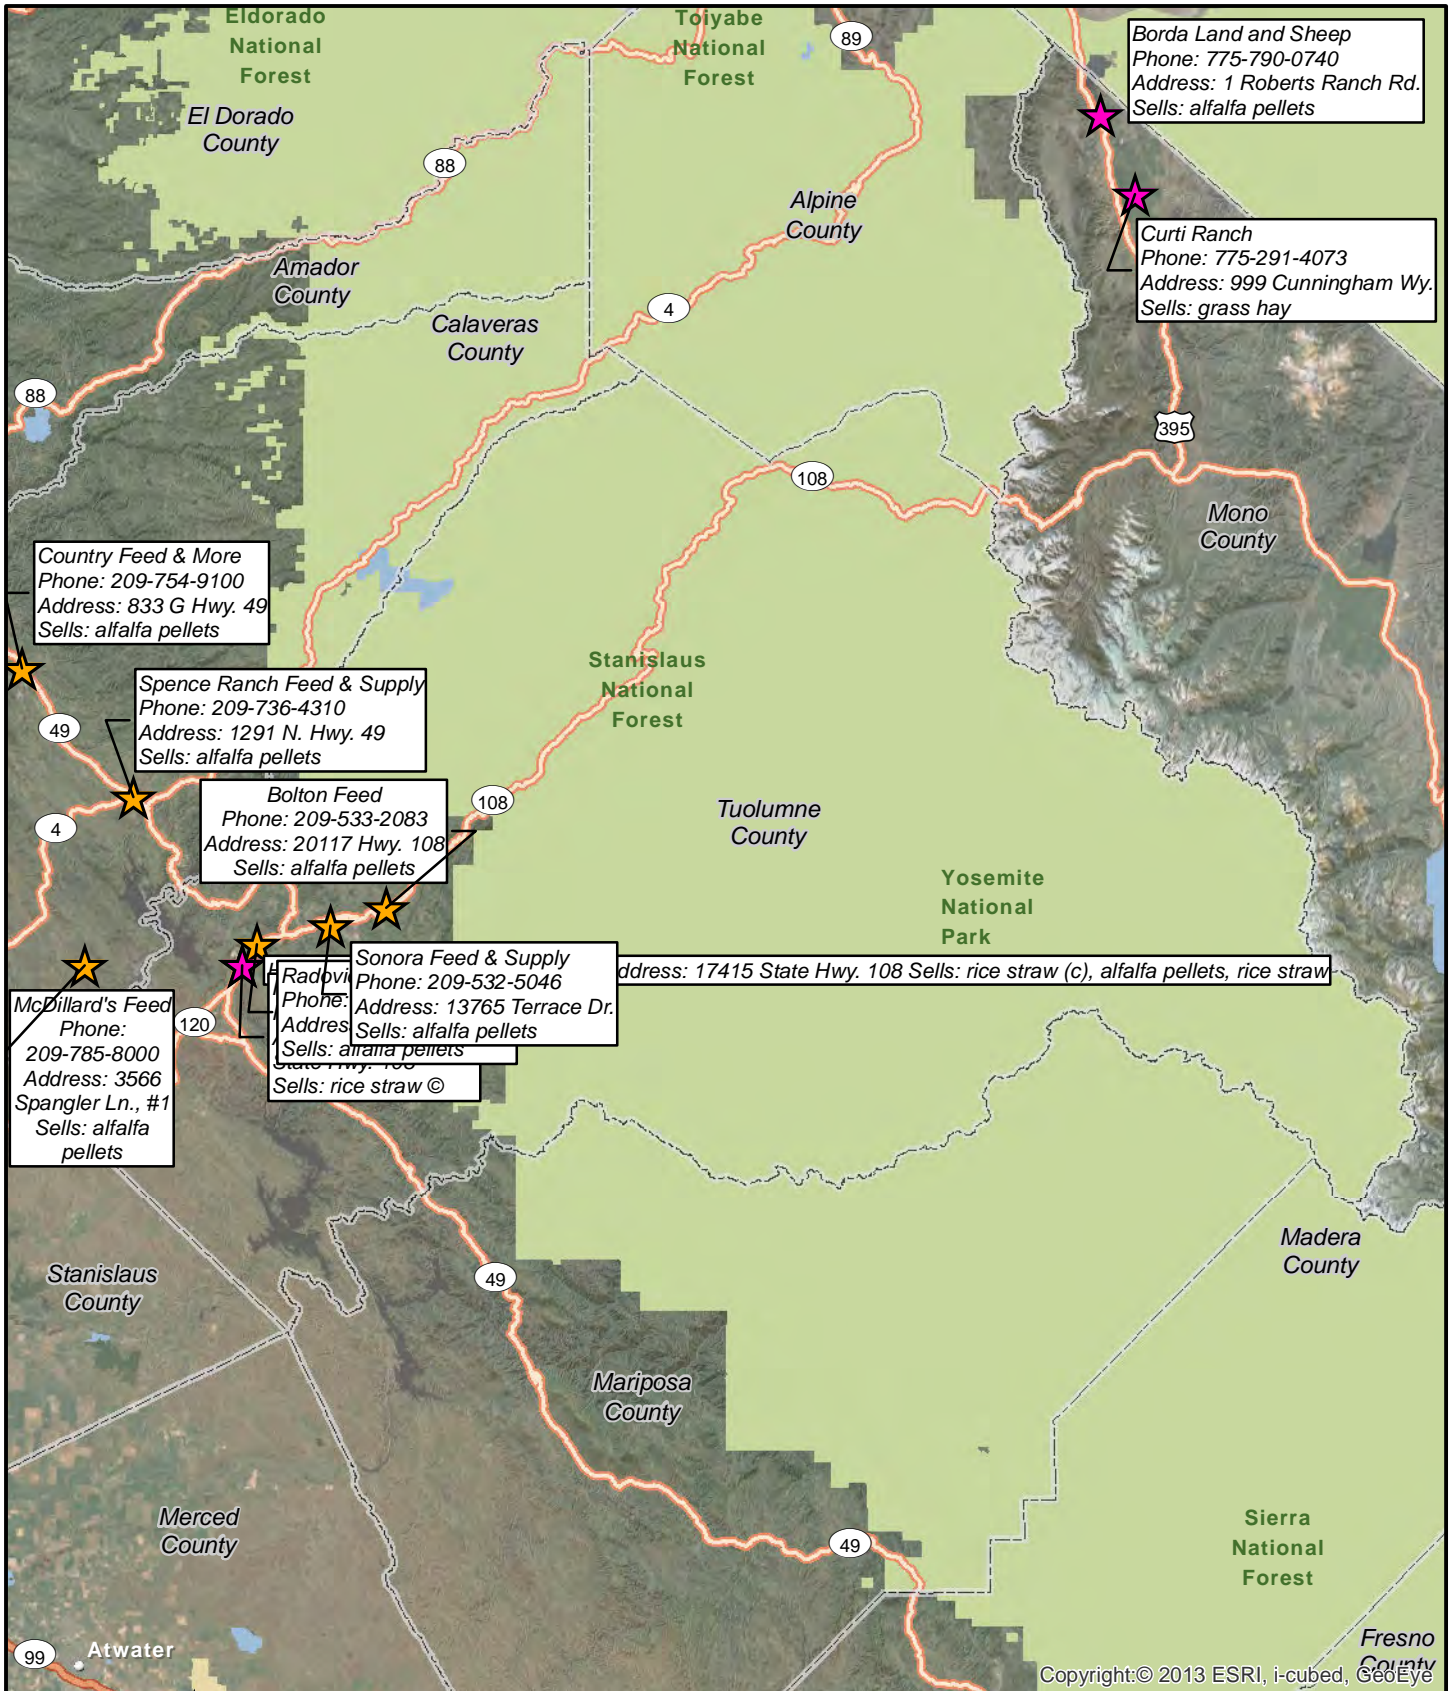 Eldorado
National
Forest
Toiyabe
National
Forest
89
Borda Land and Sheep
Phone: 775-790-0740
Address: 1 Roberts Ranch Rd.
Sells: alfalfa pellets
El Dorado
County
88
Alpine
County
Curti Ranch
Phone: 775-291-4073
Address: 999 Cunningham Wy.
Sells: grass hay
Amador
County
4
Calaveras
County
88
395
108
Mono
County
Country Feed & More
Phone: 209-754-9100
Address: 833 G Hwy. 49
Sells: alfalfa pellets
Stanislaus
National
Forest
Spence Ranch Feed & Supply
Phone: 209-736-4310
Address: 1291 N. Hwy. 49
Sells: alfalfa pellets
49
Bolton Feed
Phone: 209-533-2083
Address: 20117 Hwy. 108
Sells: alfalfa pellets
108
4
Tuolumne
County
Yosemite
National
Park
Sonora Feed & Supply
Phone: 209-532-5046
Address: 13765 Terrace Dr.
Sells: alfalfa pellets
ddress: 17415 State Hwy. 108 Sells: rice straw (c), alfalfa pellets, rice straw
Phone:
Sells: alfalfa pellets
State Hwy. 108
Sells: rice straw ©
McDillard's Feed
Phone:
209-785-8000
Address: 3566
Spangler Ln., #1
Sells: alfalfa
pellets
120
Madera
County
Stanislaus
County
49
Mariposa
County
Merced
County
49
Sierra
National
Forest
99
Atwater
Fresno
County
Copyright:© 2013 ESRI, i-cubed, GeoEye